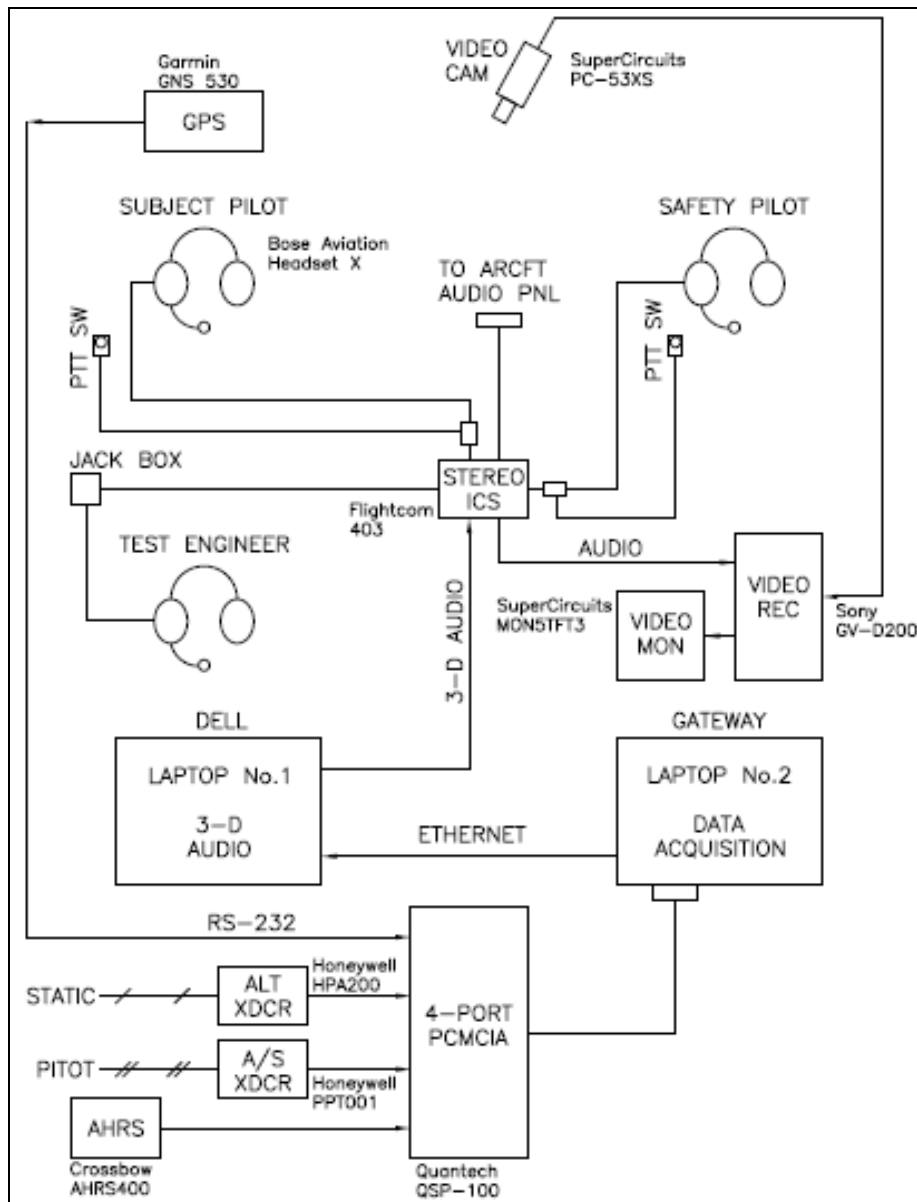 Garmin
GNS 530
GPS
VIDEO
CAM
SuperCircuits
PC-53XS
SUBJECT PILOT
Bose Aviation
Headset X
SAFETY PILOT
TO ARCFT
AUDIO PNL
PTT SW
PTT SW
JACK BOX
STEREO
ICS
Flightcom
403
TEST ENGINEER
AUDIO
VIDEO
REC
Sony
GV-D200
SuperCircuits
MON5TFT3
VIDEO
MON
3-D AUDIO
DELL
LAPTOP No.1
3-D
AUDIO
GATEWAY
LAPTOP No.2
DATA
ACQUISITION
ETHERNET
RS-232
STATIC
ALT
XDCR
Honeywell
HPA200
4-PORT
PCMCIA
PITOT
A/S
XDCR
Honeywell
PPT001
AHRS
Crossbow
AHRS400
Quantech
QSP-100